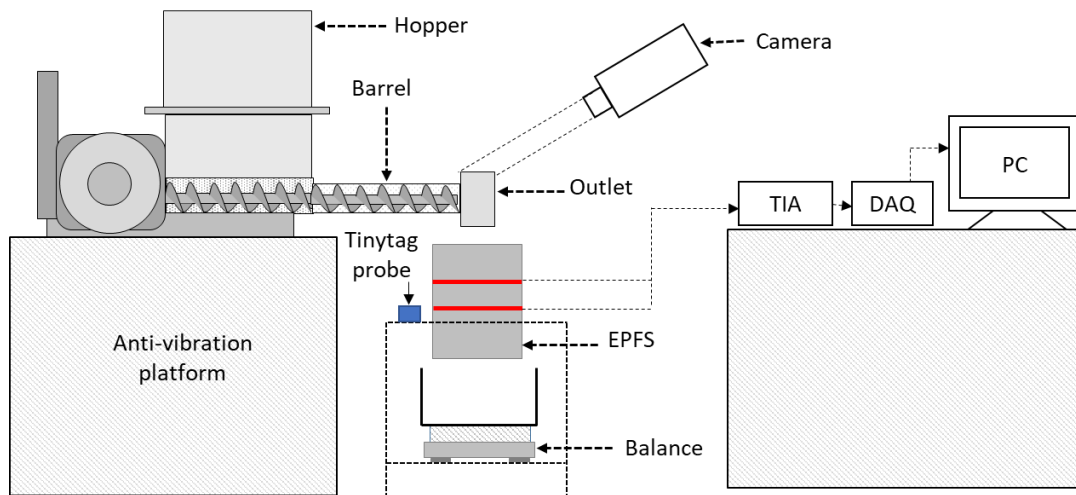 Hopper
Camera
Barrel
Outlet
TIA
DAQ
PC
Tinytag
probe
EPFS
Anti-vibration
platform
Balance